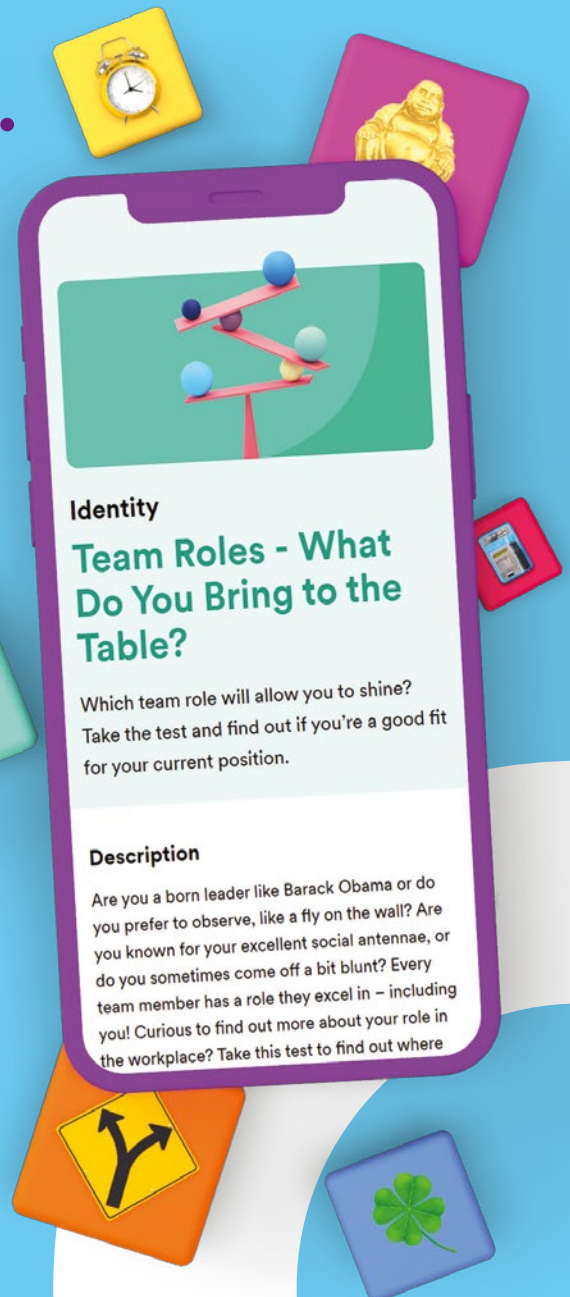 Identity
Team Roles - What
Do You Bring to the
Table?
Which team role will allow you to shine?
Take the test and find out if you're a good fit
for your current position.
Description
Are you a born leader like Barack Obama or do
you prefer to observe, like a fly on the wall? Are
you known for your excellent social antennae, or
do you sometimes come off a bit blunt? Every
team member has a role they excel in – including
you! Curious to find out more about your role in
the workplace? Take this test to find out where